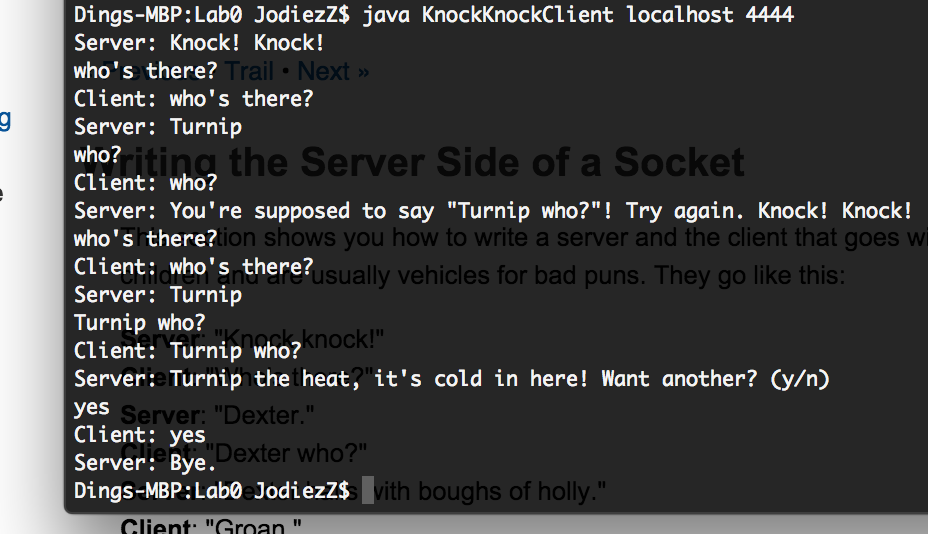 Dings-MBP:Lab0 JodiezZ$ java KnockKnockClient localhost 4444
Server: Knock! Knock!
who's there?
Trail • Next »
Client: who's there?
g
Server: Turnip
who?
Writing the Server Side of a Socket
Client: who?
e
Server: You're supposed to say "Turnip who?"! Try again. Knock! Knock!
who's there?
This section shows you how to write a server and the client that goes wi
Client: who's there?
children and are usually vehicles for bad puns. They go like this:
Server: Turnip
Turnip who?
Server: "Knock knock!"
Client: Turnip who?
Client: "Who's there?"
Server: Turnip the heat, it's cold in here! Want another? (y/n)
yes
Server: "Dexter."
Client: yes
Client: "Dexter who?"
Server: Bye.
Dings-MBP:Lab0 JodiezZ$
Server: with boughs of holly."
Client: "Groan."